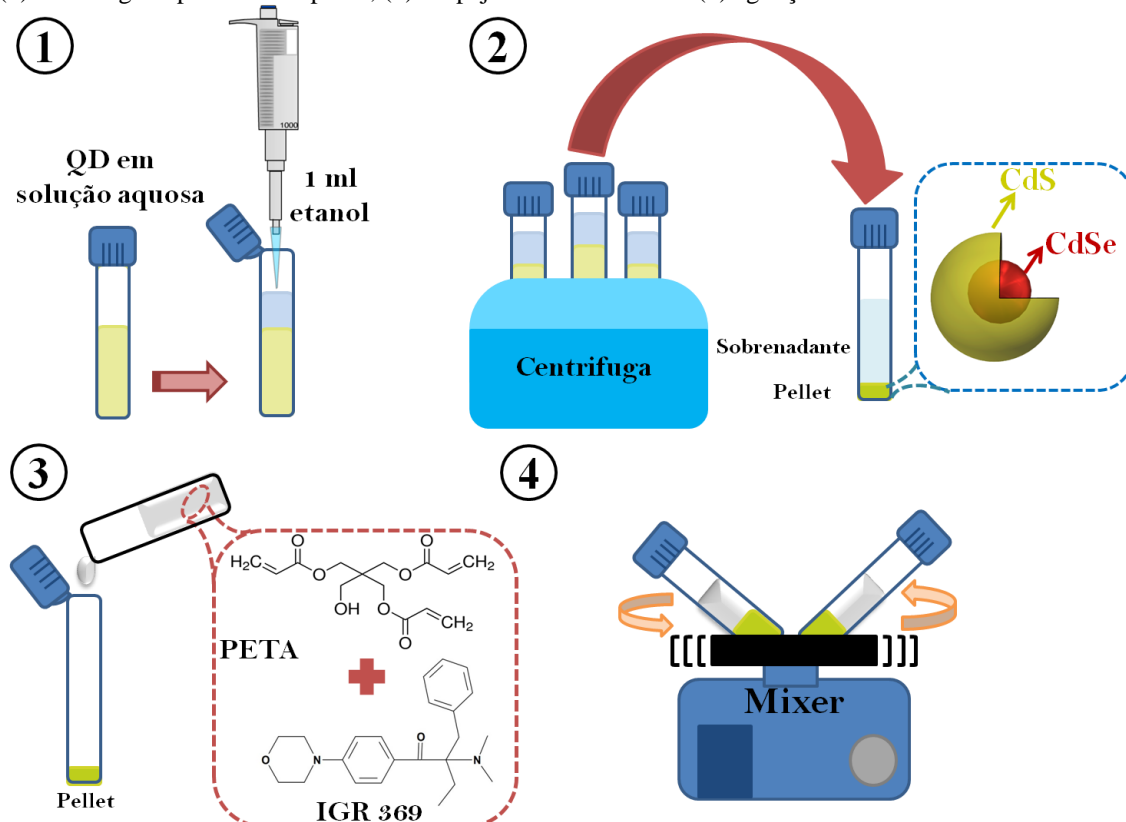 1
2
1000
QD em
solução aquosa
1 ml
etanol
CdS
CdSe
Centrifuga
Sobrenadante
Pellet
3
4
H2C
O
O
O
O
CH2
OH
O
O
CH2
PETA
O
N
O
N
IGR 369
Pellet
Mixer